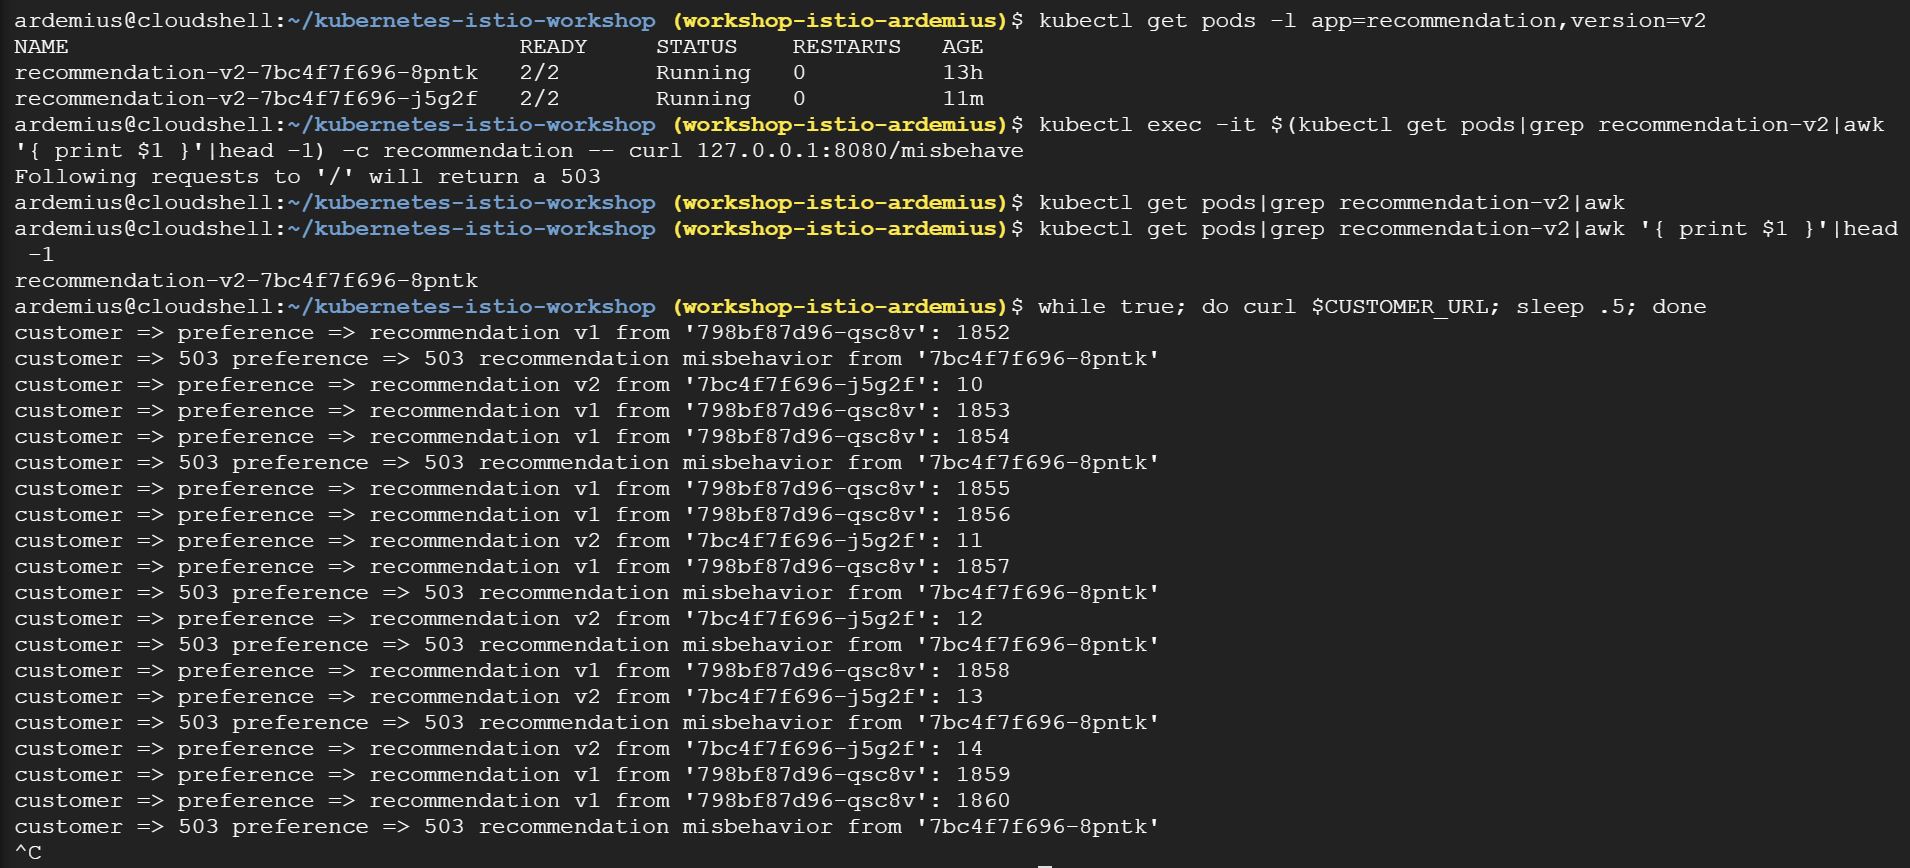 ardemius@cloudshell:~/kubernetes-istio-workshop (workshop-istio-ardemius)$ kubectl get pods -l app=recommendation,version=v2
NAME                                 READY     STATUS    RESTARTS   AGE
recommendation-v2-7bc4f7f696-8pntk   2/2       Running   0          13h
recommendation-v2-7bc4f7f696-j5g2f   2/2       Running   0          11m
ardemius@cloudshell:~/kubernetes-istio-workshop (workshop-istio-ardemius)$ kubectl exec -it $(kubectl get pods|grep recommendation-v2|awk
'{ print $1 }'|head -1) -c recommendation -- curl 127.0.0.1:8080/misbehave
Following requests to '/' will return a 503
ardemius@cloudshell:~/kubernetes-istio-workshop (workshop-istio-ardemius)$ kubectl get pods|grep recommendation-v2|awk
ardemius@cloudshell:~/kubernetes-istio-workshop (workshop-istio-ardemius)$ kubectl get pods|grep recommendation-v2|awk '{ print $1 }'|head
 -1
recommendation-v2-7bc4f7f696-8pntk
ardemius@cloudshell:~/kubernetes-istio-workshop (workshop-istio-ardemius)$ while true; do curl $CUSTOMER_URL; sleep .5; done
customer => preference => recommendation v1 from '798bf87d96-qsc8v': 1852
customer => 503 preference => 503 recommendation misbehavior from '7bc4f7f696-8pntk'
customer => preference => recommendation v2 from '7bc4f7f696-j5g2f': 10
customer => preference => recommendation v1 from '798bf87d96-qsc8v': 1853
customer => preference => recommendation v1 from '798bf87d96-qsc8v': 1854
customer => 503 preference => 503 recommendation misbehavior from '7bc4f7f696-8pntk'
customer => preference => recommendation v1 from '798bf87d96-qsc8v': 1855
customer => preference => recommendation v1 from '798bf87d96-qsc8v': 1856
customer => preference => recommendation v2 from '7bc4f7f696-j5g2f': 11
customer => preference => recommendation v1 from '798bf87d96-qsc8v': 1857
customer => 503 preference => 503 recommendation misbehavior from '7bc4f7f696-8pntk'
customer => preference => recommendation v2 from '7bc4f7f696-j5g2f': 12
customer => 503 preference => 503 recommendation misbehavior from '7bc4f7f696-8pntk'
customer => preference => recommendation v1 from '798bf87d96-qsc8v': 1858
customer => preference => recommendation v2 from '7bc4f7f696-j5g2f': 13
customer => 503 preference => 503 recommendation misbehavior from '7bc4f7f696-8pntk'
customer => preference => recommendation v2 from '7bc4f7f696-j5g2f': 14
customer => preference => recommendation v1 from '798bf87d96-qsc8v': 1859
customer => preference => recommendation v1 from '798bf87d96-qsc8v': 1860
customer => 503 preference => 503 recommendation misbehavior from '7bc4f7f696-8pntk'
^C